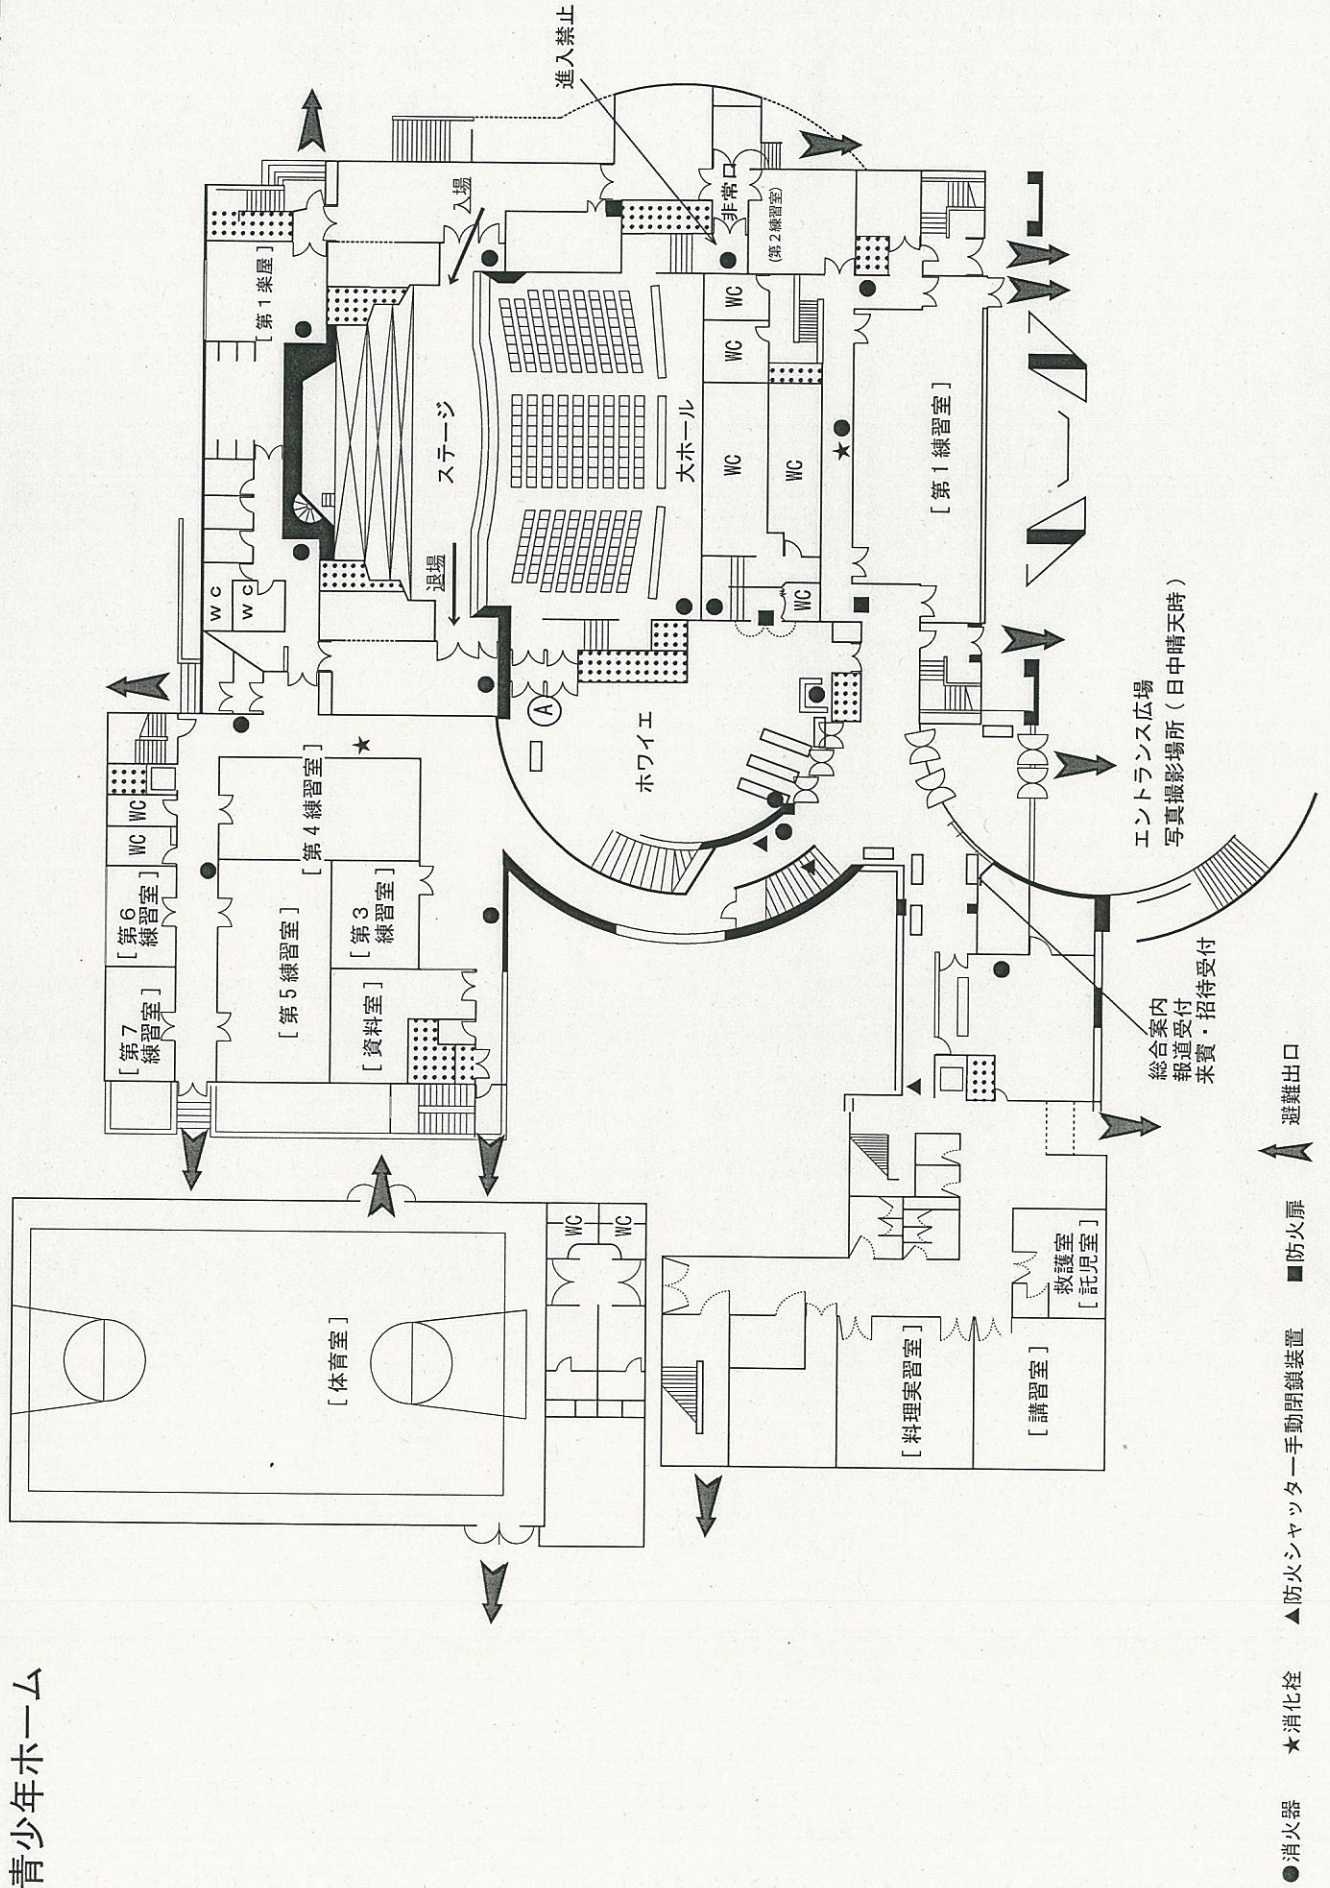 青少年ホーム
[体育室]
WC
WC
[第7
練習室]
[第6
練習室]
WC
WC
[第5練習室]
[第4練習室]
[資料室]
[第3
練習室]
★
WC
WC
[第1楽屋]
退場
ステージ
入場
進入禁止
A
大ホール
ホワイエ
WC
WC
WC
WC
WC
非常口
(第2練習室)
★
[第1練習室]
[料理実習室]
[講習室]
救護室
[託児室]
総合案内
報道受付
来賓・招待受付
エントランス広場
写真撮影場所(日中晴天時)
●消火器 ★消化栓 ▲防火シャッター手動閉鎖装置 ■防火扉 避難出口